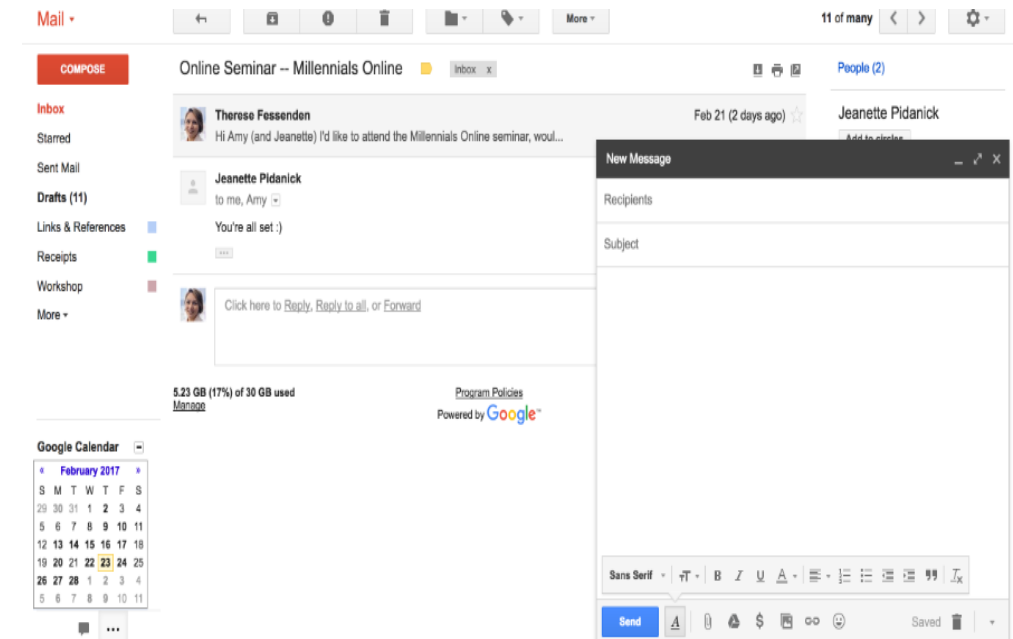 Mail
More
11 of many
COMPOSE
Online Seminar -- Millennials Online
Inbox x
People (2)
Inbox
Starred
Sent Mail
Drafts (11)
Links & References
Receipts
Workshop
More
Therese Fessenden
Feb 21 (2 days ago)
Hi Amy (and Jeanette) I'd like to attend the Millennials Online seminar, woul...
Jeanette Pidanick
to me, Amy
You're all set :)
Click here to Reply, Reply to all, or Forward
5.23 GB (17%) of 30 GB used
Manage
Program Policies
Powered by Google™
Jeanette Pidanick
Add to circles
New Message
Recipients
Subject
Sans Serif
B I U A
Send A $ Saved
Google Calendar
« February 2017 »
S M T W T F S
29 30 31 1 2 3 4
5 6 7 8 9 10 11
12 13 14 15 16 17 18
19 20 21 22 23 24 25
26 27 28 1 2 3 4
5 6 7 8 9 10 11